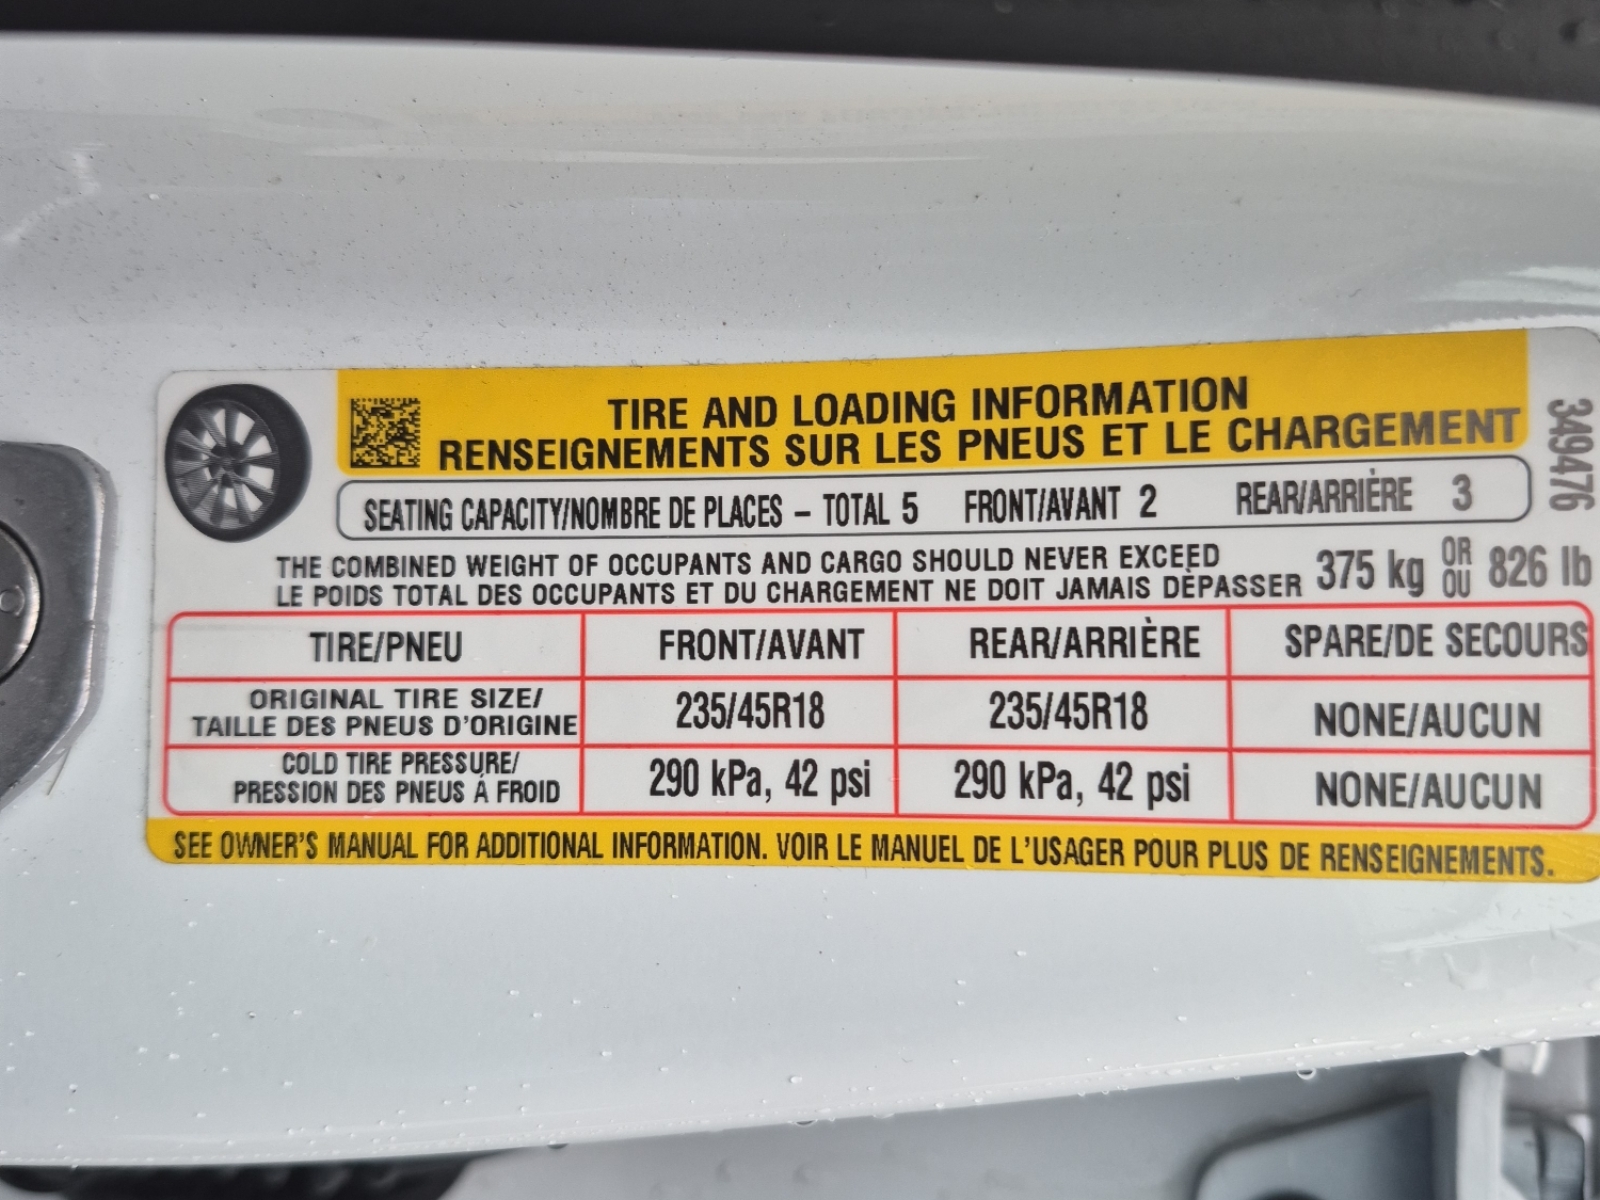 TIRE AND LOADING INFORMATION
RENSEIGNEMENTS SUR LES PNEUS ET LE CHARGEMENT
349476
SEATING CAPACITY/NOMBRE DE PLACES – TOTAL 5 FRONT/AVANT 2 REAR/ARRIÈRE 3
THE COMBINED WEIGHT OF OCCUPANTS AND CARGO SHOULD NEVER EXCEED
LE POIDS TOTAL DES OCCUPANTS ET DU CHARGEMENT NE DOIT JAMAIS DÉPASSER
375 kg OR OU 826 lb
TIRE/PNEU FRONT/AVANT REAR/ARRIÈRE SPARE/DE SECOURS
ORIGINAL TIRE SIZE/
TAILLE DES PNEUS D'ORIGINE
235/45R18 235/45R18 NONE/AUCUN
COLD TIRE PRESSURE/
PRESSION DES PNEUS Á FROID
290 kPa, 42 psi 290 kPa, 42 psi NONE/AUCUN
SEE OWNER'S MANUAL FOR ADDITIONAL INFORMATION. VOIR LE MANUEL DE L'USAGER POUR PLUS DE RENSEIGNEMENTS.